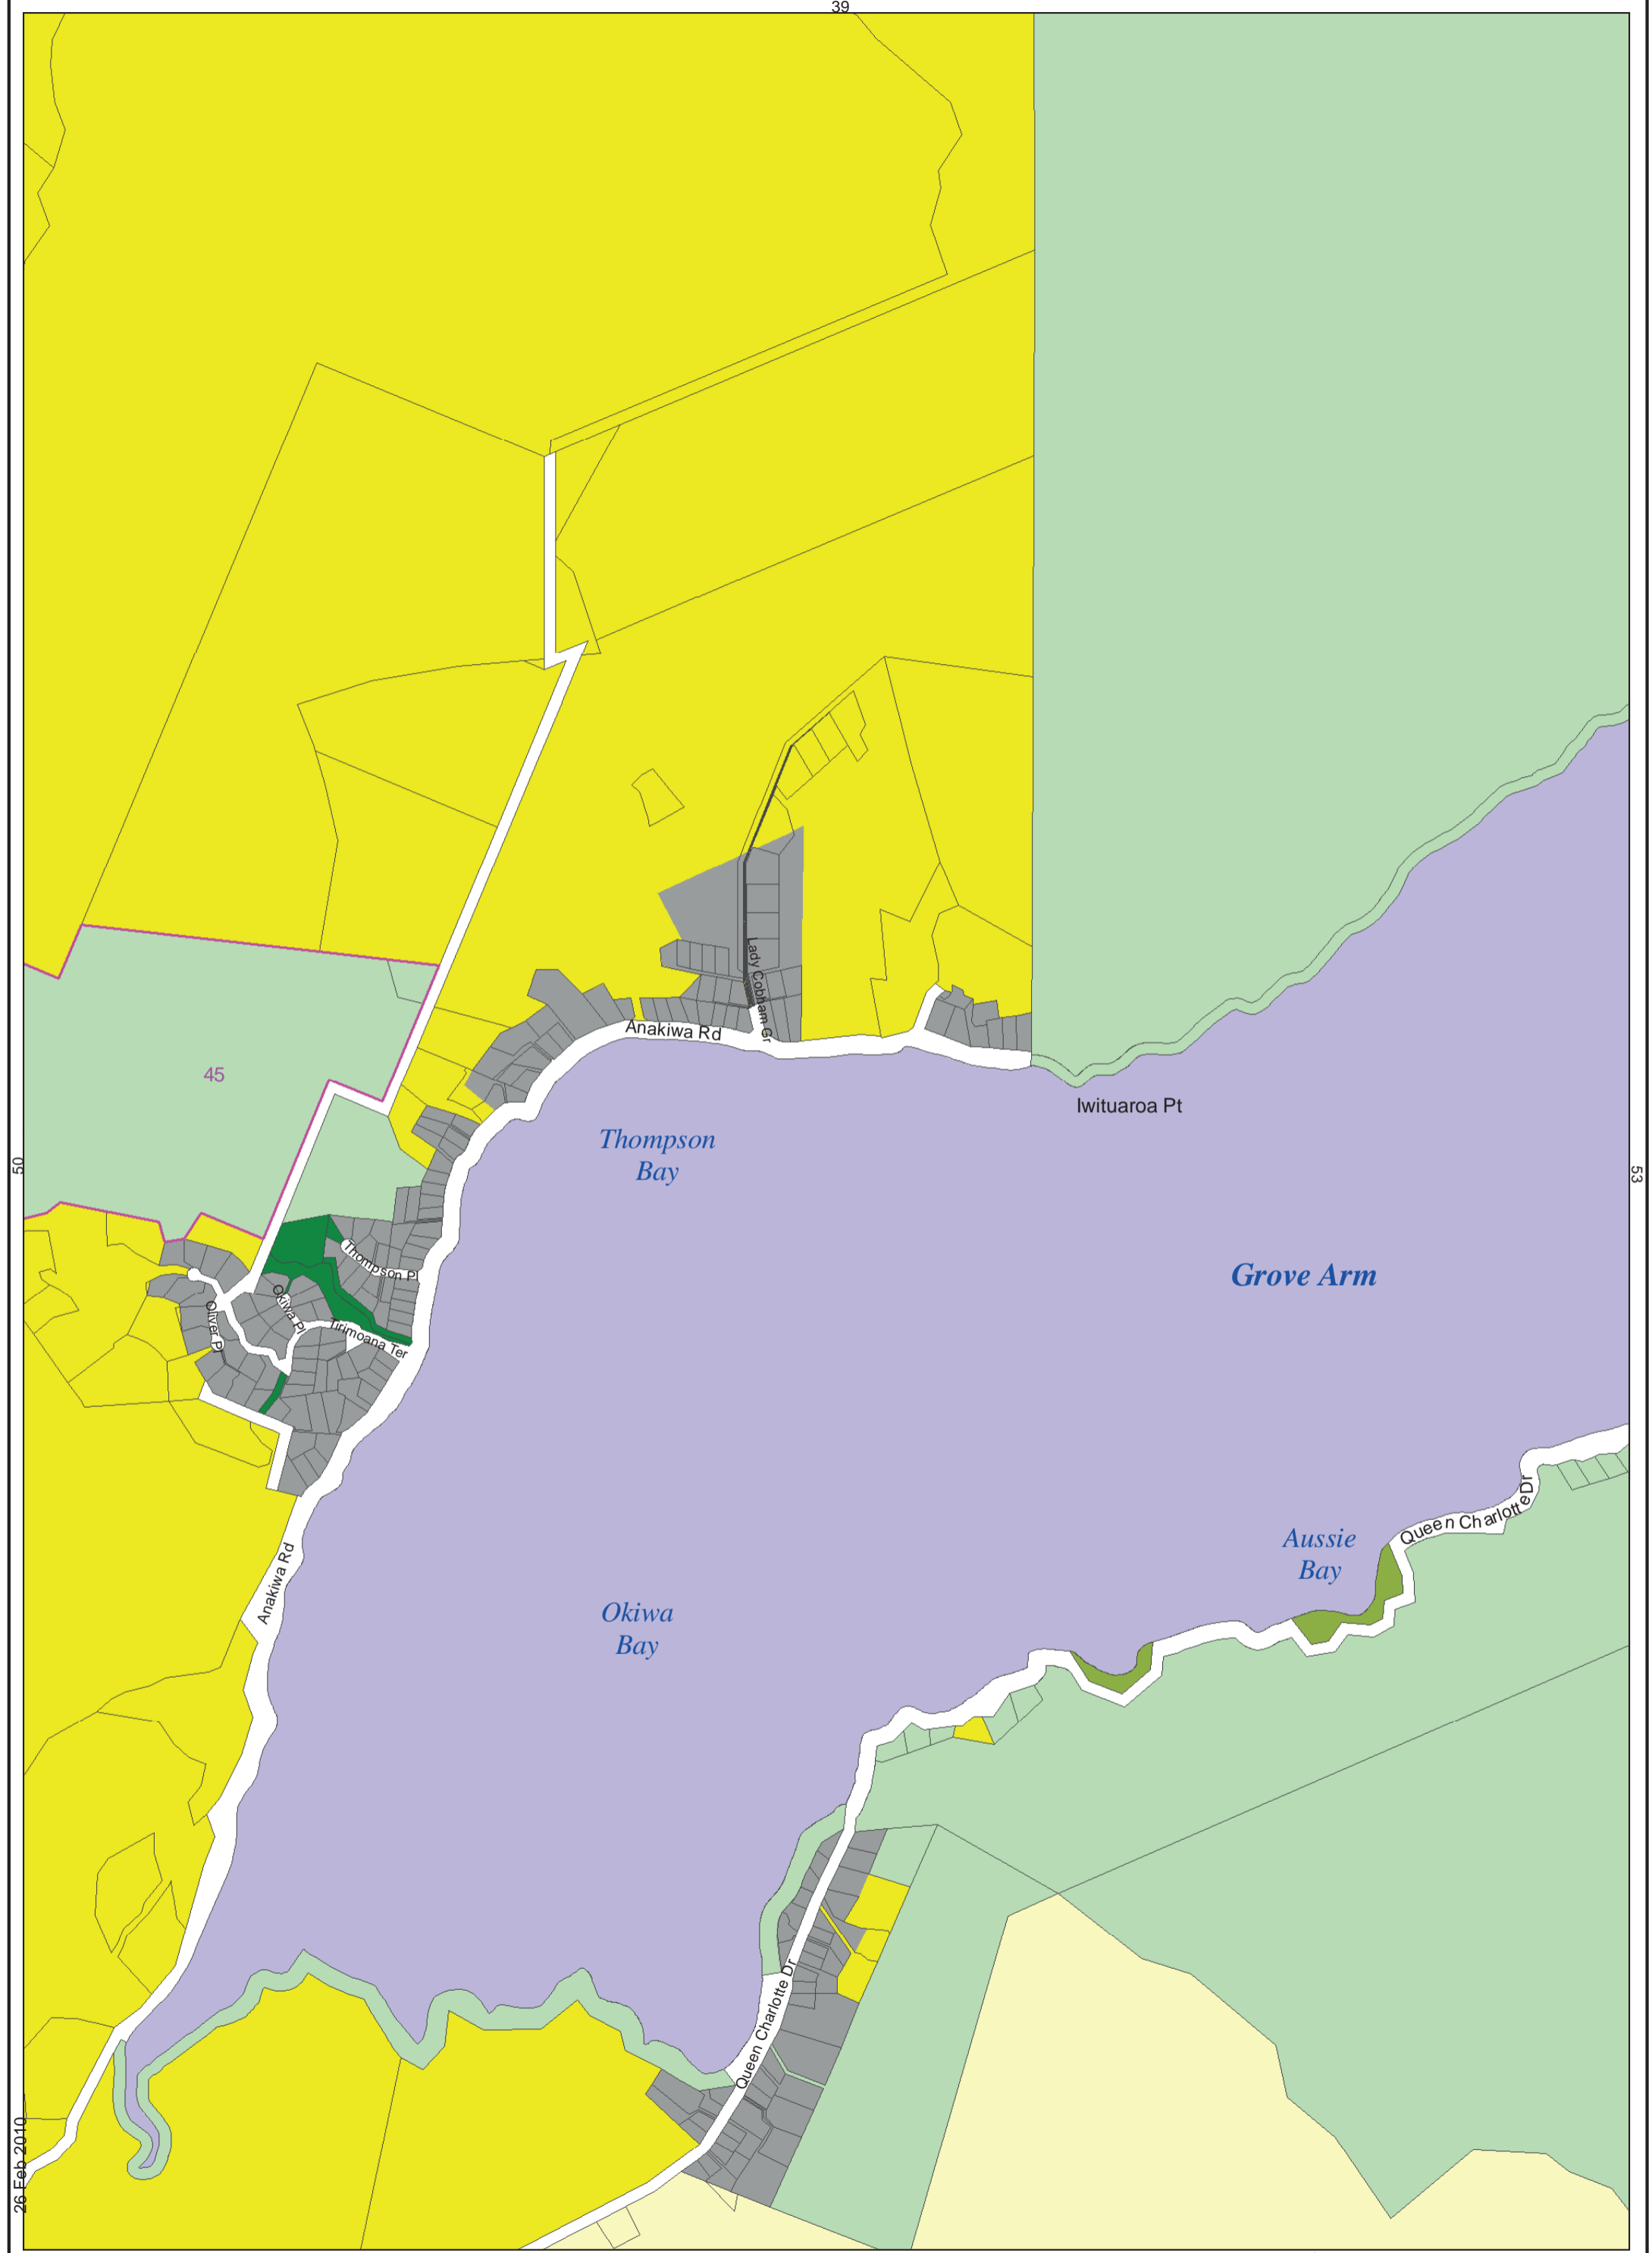 39
Lady Cobham Gr
Anakiwa Rd
45
Iwituaroa Pt
Thompson
Bay
50
53
Thompson Pl
Grove Arm
Okiwa Pl
Oliver Pl
Tirimoana Ter
Queen Charlotte Dr
Aussie
Bay
Anakiwa Rd
Okiwa
Bay
Queen Charlotte Dr
26 Feb 2010